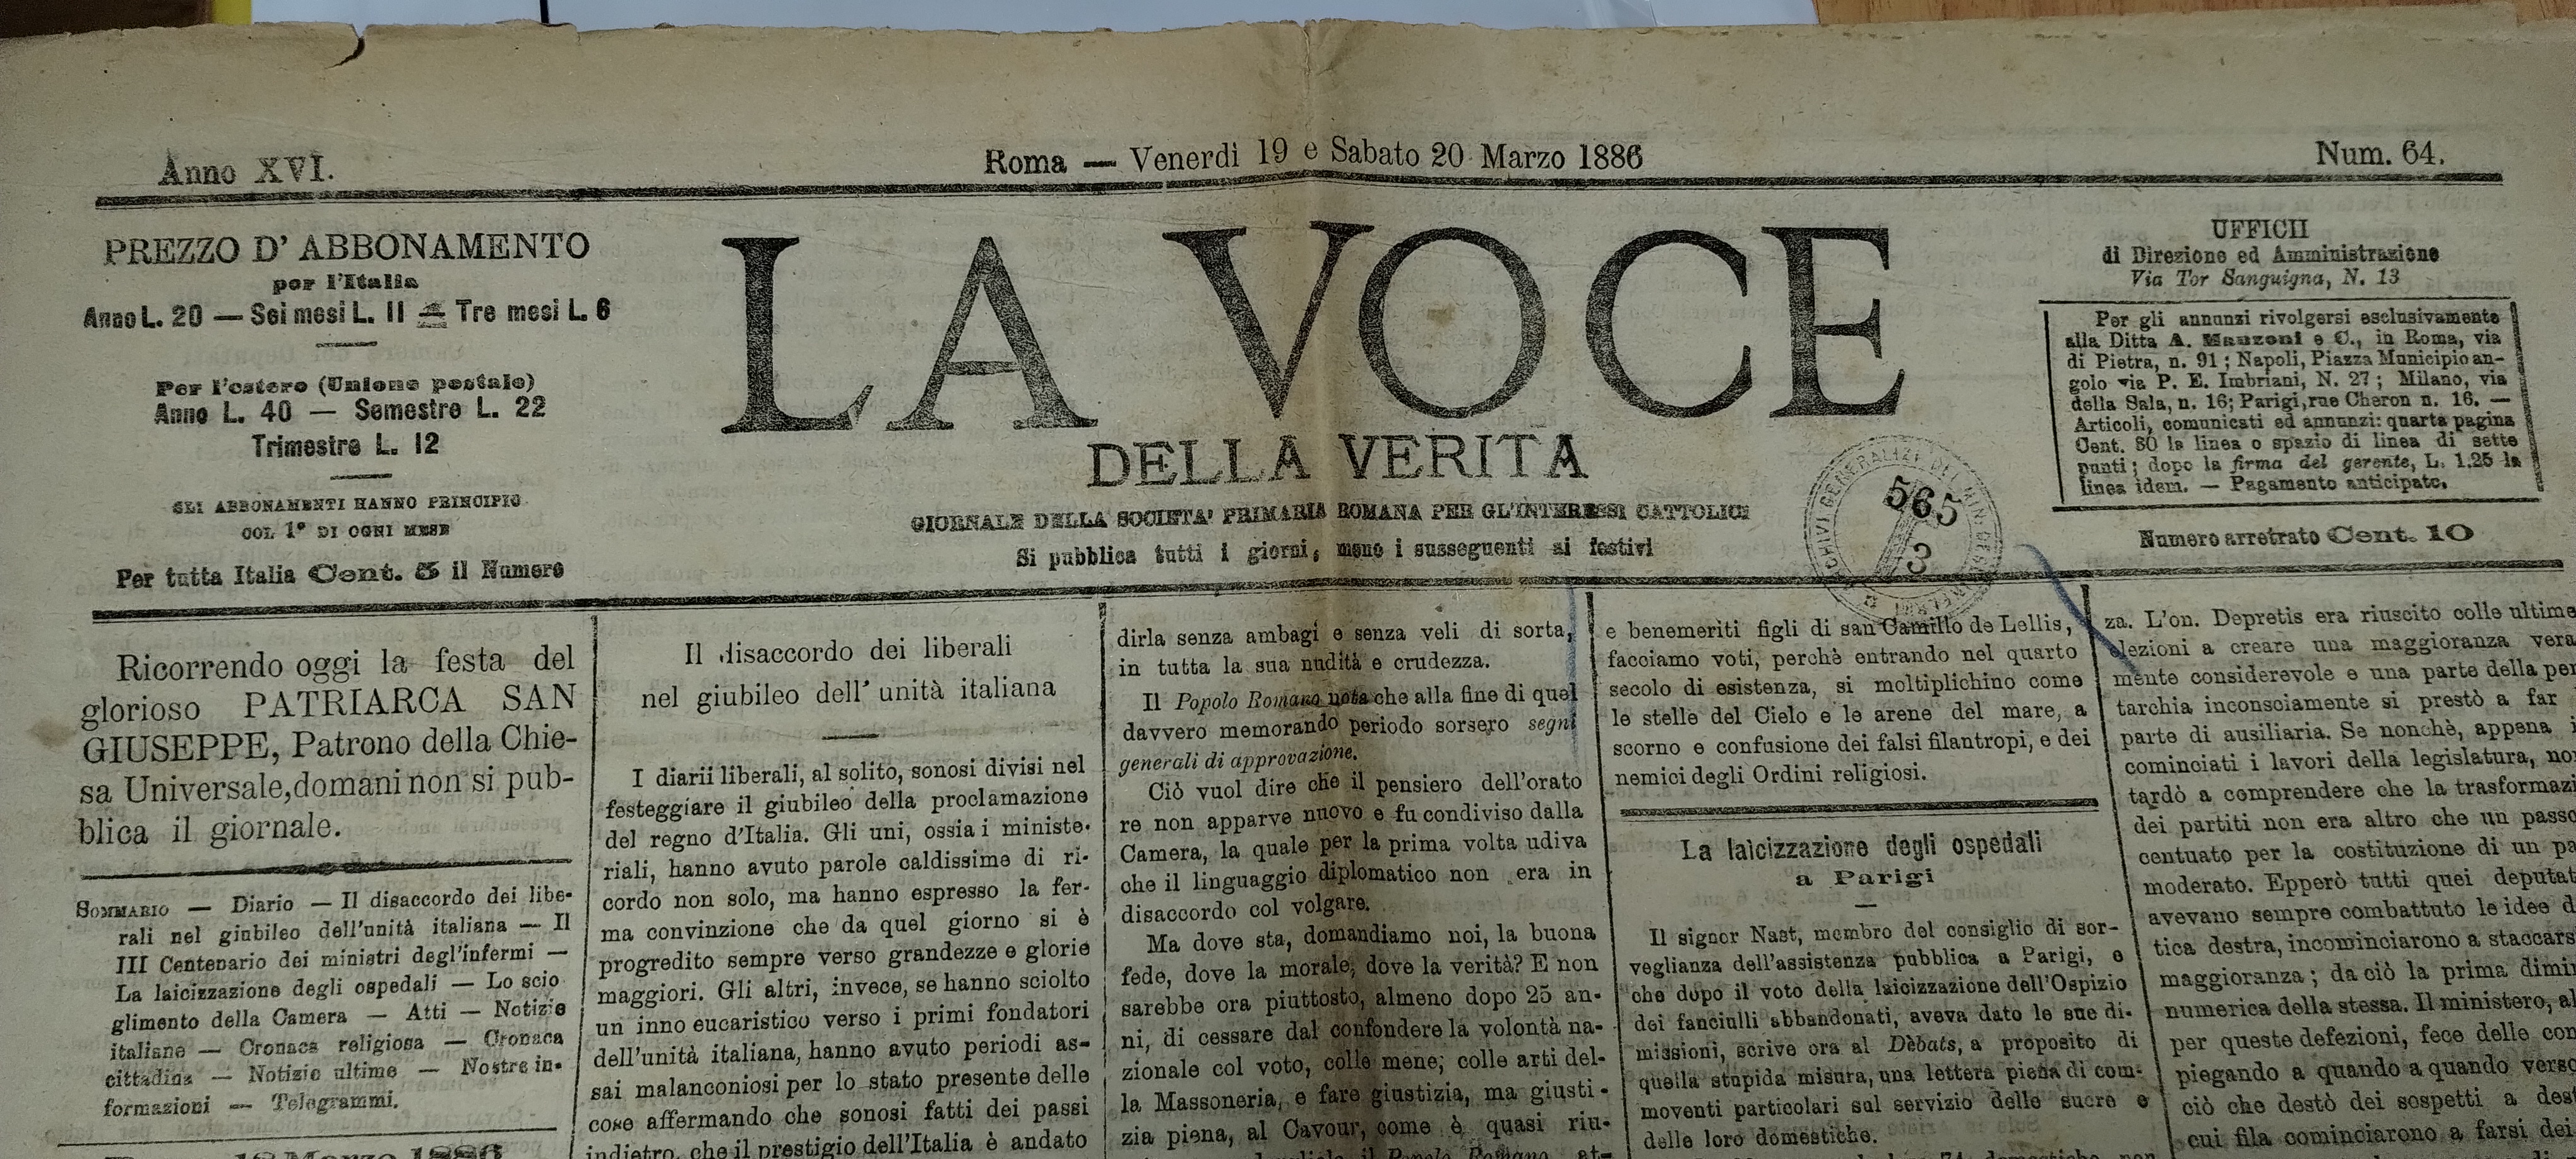 Anno XVI.
Roma — Venerdì 19 e Sabato 20 Marzo 1886
Num. 64.
PREZZO D' ABBONAMENTO
per l'Italia
Anno L. 20 — Sei mesi L. 11 — Tre mesi L. 6
Per l'estero (Unione postale)
Anno L. 40 — Semestre L. 22
Trimestre L. 12
GLI ABBONAMENTI HANNO PRINCIPIO
COL 1° DI OGNI MESE
Per tutta Italia Cent. 5 il Numero
LA VOCE
DELLA VERITÀ
GIORNALE DELLA SOCIETA' PRIMARIA ROMANA PER GL'INTERESSI CATTOLICI
Si pubblica tutti i giorni, meno i susseguenti ai festivi
565
3
UFFICII
di Direzione ed Amministrazione
Via Tor Sanguigna, N. 13
Per gli annunzi rivolgersi esclusivamente
alla Ditta A. Manzoni e C., in Roma, via
di Pietra, n. 91; Napoli, Piazza Municipio an-
golo via P. E. Imbriani, N. 27; Milano, via
della Sala, n. 16; Parigi, rue Cheron n. 16. —
Articoli, comunicati ed annunzi: quarta pagina
Cent. 30 la linea o spazio di linea di sette
punti; dopo la firma del gerente, L. 1.25 la
linea idem. — Pagamento anticipato.
Numero arretrato Cent. 10
Ricorrendo oggi la festa del
glorioso PATRIARCA SAN
GIUSEPPE, Patrono della Chie-
sa Universale, domani non si pub-
blica il giornale.
SOMMARIO — Diario — Il disaccordo dei libe-
rali nel giubileo dell'unità italiana — Il
III Centenario dei ministri degl'infermi —
La laicizzazione degli ospedali — Lo scio
glimento della Camera — Atti — Notizie
italiane — Cronaca religiosa — Cronaca
cittadina — Notizie ultime — Nostre in-
formazioni — Telegrammi.
18 Marzo 1886
Il disaccordo dei liberali
nel giubileo dell' unità italiana
I diarii liberali, al solito, sonosi divisi nel
festeggiare il giubileo della proclamazione
del regno d'Italia. Gli uni, ossia i ministe-
riali, hanno avuto parole caldissime di ri-
cordo non solo, ma hanno espresso la fer-
ma convinzione che da quel giorno si è
progredito sempre verso grandezze e glorie
maggiori. Gli altri, invece, se hanno sciolto
un inno eucaristico verso i primi fondatori
dell'unità italiana, hanno avuto periodi as-
sai malanconiosi per lo stato presente delle
cose affermando che sonosi fatti dei passi
indietro, che il prestigio dell'Italia è andato
dirla senza ambagi e senza veli di sorta,
in tutta la sua nudità e crudezza.
Il Popolo Romano nota che alla fine di quel
davvero memorando periodo sorsero segni
generali di approvazione.
Ciò vuol dire che il pensiero dell'orato
re non apparve nuovo e fu condiviso dalla
Camera, la quale per la prima volta udiva
che il linguaggio diplomatico non era in
disaccordo col volgare.
Ma dove sta, domandiamo noi, la buona
fede, dove la morale, dove la verità? E non
sarebbe ora piuttosto, almeno dopo 25 an-
ni, di cessare dal confondere la volontà na-
zionale col voto, colle mene; colle arti del-
la Massoneria, e fare giustizia, ma giusti-
zia piena, al Cavour, come è quasi riu-
il Popolo Romano, at-
e benemeriti figli di san Camillo de Lellis,
facciamo voti, perchè entrando nel quarto
secolo di esistenza, si moltiplichino come
le stelle del Cielo e le arene del mare, a
scorno e confusione dei falsi filantropi, e dei
nemici degli Ordini religiosi.
La laicizzazione degli ospedali
a Parigi
Il signor Nast, membro del consiglio di sor-
veglianza dell'assistenza pubblica a Parigi, e
che dopo il voto della laicizzazione dell'Ospizio
dei fanciulli abbandonati, aveva dato le sue di-
missioni, scrive ora al Dèbats, a proposito di
quella stupida misura, una lettera piena di com-
moventi particolari sul servizio delle suore e
delle loro domestiche.
za. L'on. Depretis era riuscito colle ultime
elezioni a creare una maggioranza vera
mente considerevole e una parte della pen
tarchia inconsciamente si prestò a far
parte di ausiliaria. Se nonchè, appena i
cominciati i lavori della legislatura, no
tardò a comprendere che la trasformazi
dei partiti non era altro che un passo
centuato per la costituzione di un pa
moderato. Epperò tutti quei deputat
avevano sempre combattuto le idee d
tica destra, incominciarono a staccars
maggioranza; da ciò la prima dimin
numerica della stessa. Il ministero, al
per queste defezioni, fece delle con
piegando a quando a quando verso
ciò che destò dei sospetti a dest
cui fila cominciarono a farsi dei